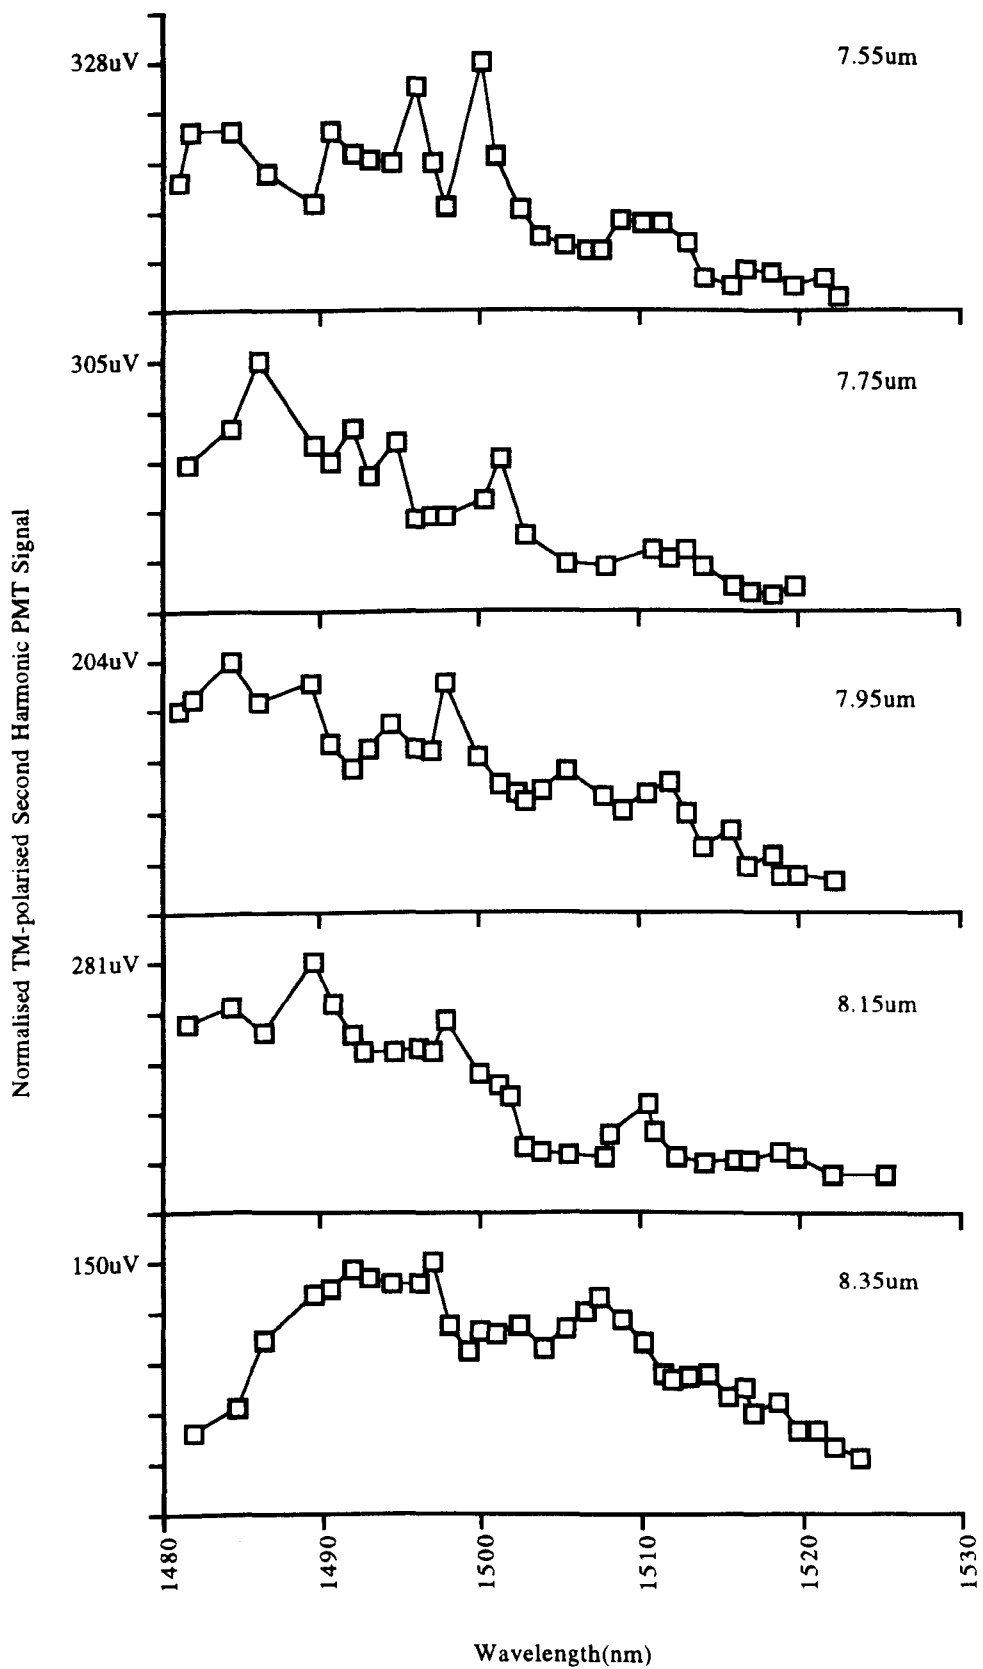 328uV
7.55um
305uV
7.75um
Normalised TM-polarised Second Harmonic PMT Signal
204uV
7.95um
281uV
8.15um
150uV
8.35um
1480 1490 1500 1510 1520 1530
Wavelength(nm)